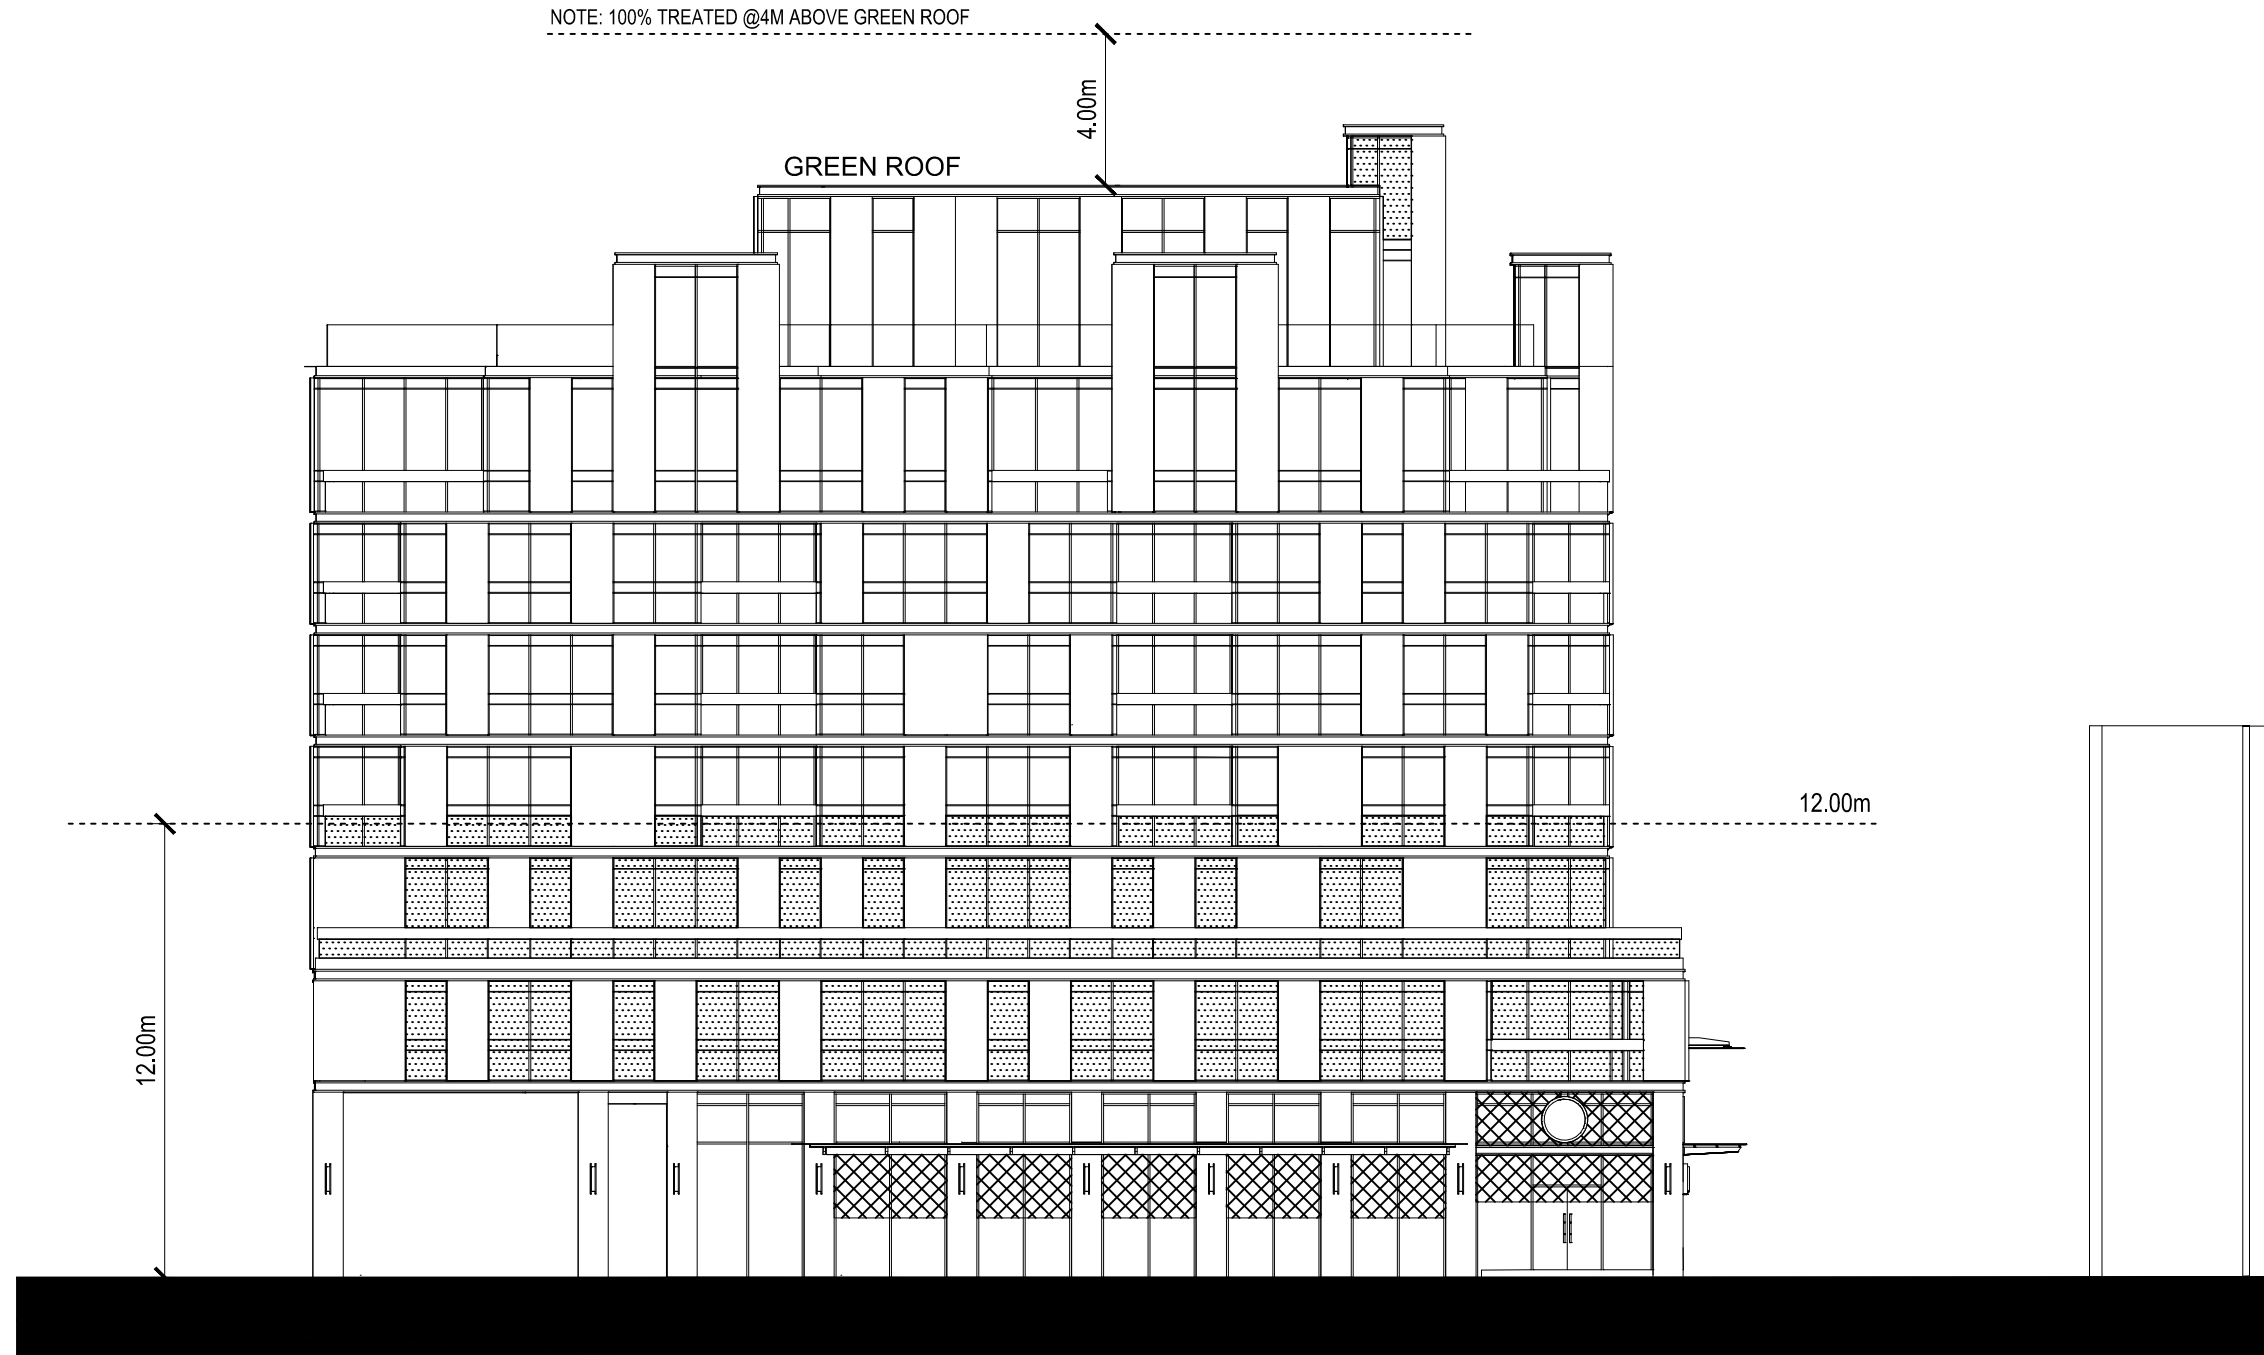 NOTE: 100% TREATED @4M ABOVE GREEN ROOF
4.00m
GREEN ROOF
12.00m
12.00m